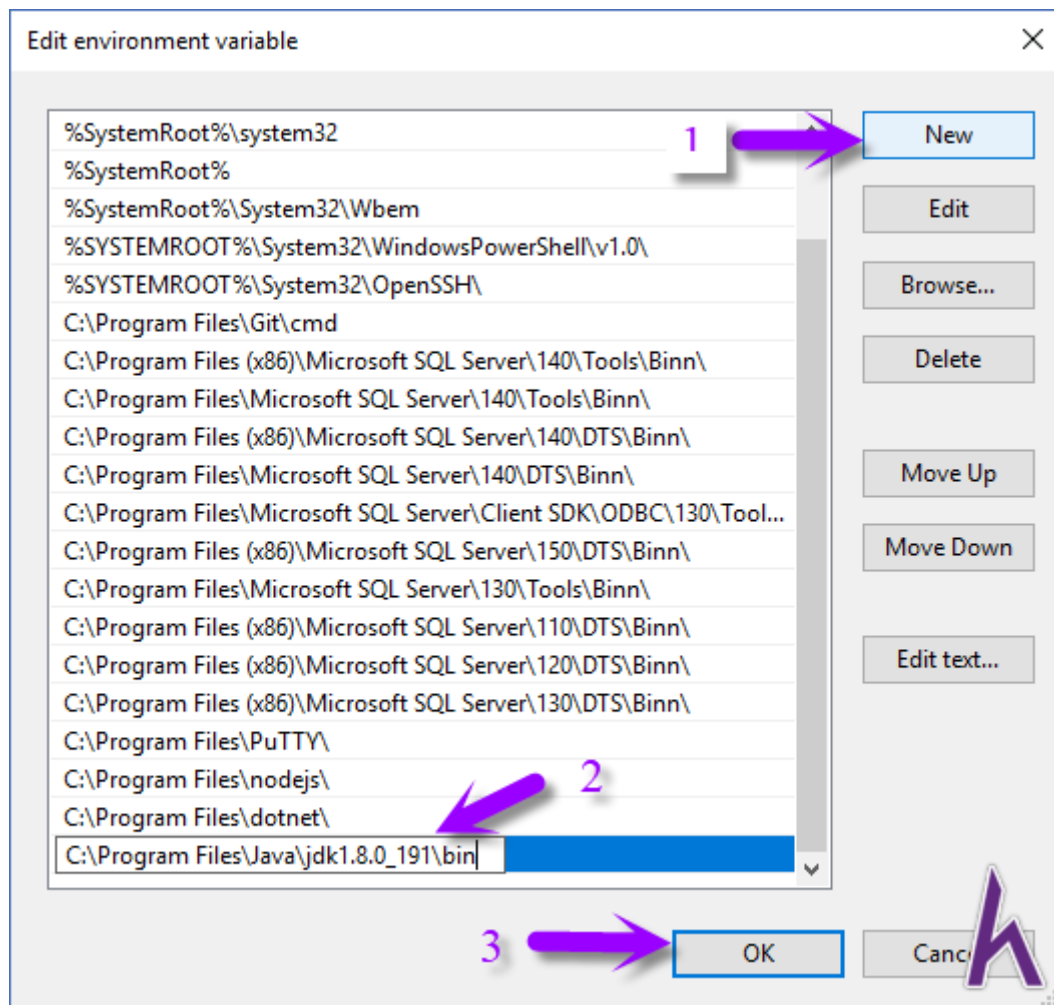 Edit environment variable
%SystemRoot%\system32
1
New
%SystemRoot%
%SystemRoot%\System32\Wbem
Edit
%SYSTEMROOT%\System32\WindowsPowerShell\v1.0\
%SYSTEMROOT%\System32\OpenSSH\
Browse...
C:\Program Files\Git\cmd
C:\Program Files (x86)\Microsoft SQL Server\140\Tools\Binn\
Delete
C:\Program Files\Microsoft SQL Server\140\Tools\Binn\
C:\Program Files (x86)\Microsoft SQL Server\140\DTS\Binn\
C:\Program Files\Microsoft SQL Server\140\DTS\Binn\
Move Up
C:\Program Files\Microsoft SQL Server\Client SDK\ODBC\130\Tool...
C:\Program Files (x86)\Microsoft SQL Server\150\DTS\Binn\
Move Down
C:\Program Files\Microsoft SQL Server\130\Tools\Binn\
C:\Program Files (x86)\Microsoft SQL Server\110\DTS\Binn\
C:\Program Files (x86)\Microsoft SQL Server\120\DTS\Binn\
Edit text...
C:\Program Files (x86)\Microsoft SQL Server\130\DTS\Binn\
C:\Program Files\PuTTY\
C:\Program Files\nodejs\
2
C:\Program Files\dotnet\
C:\Program Files\Java\jdk1.8.0_191\bin
3
OK
Canc
h